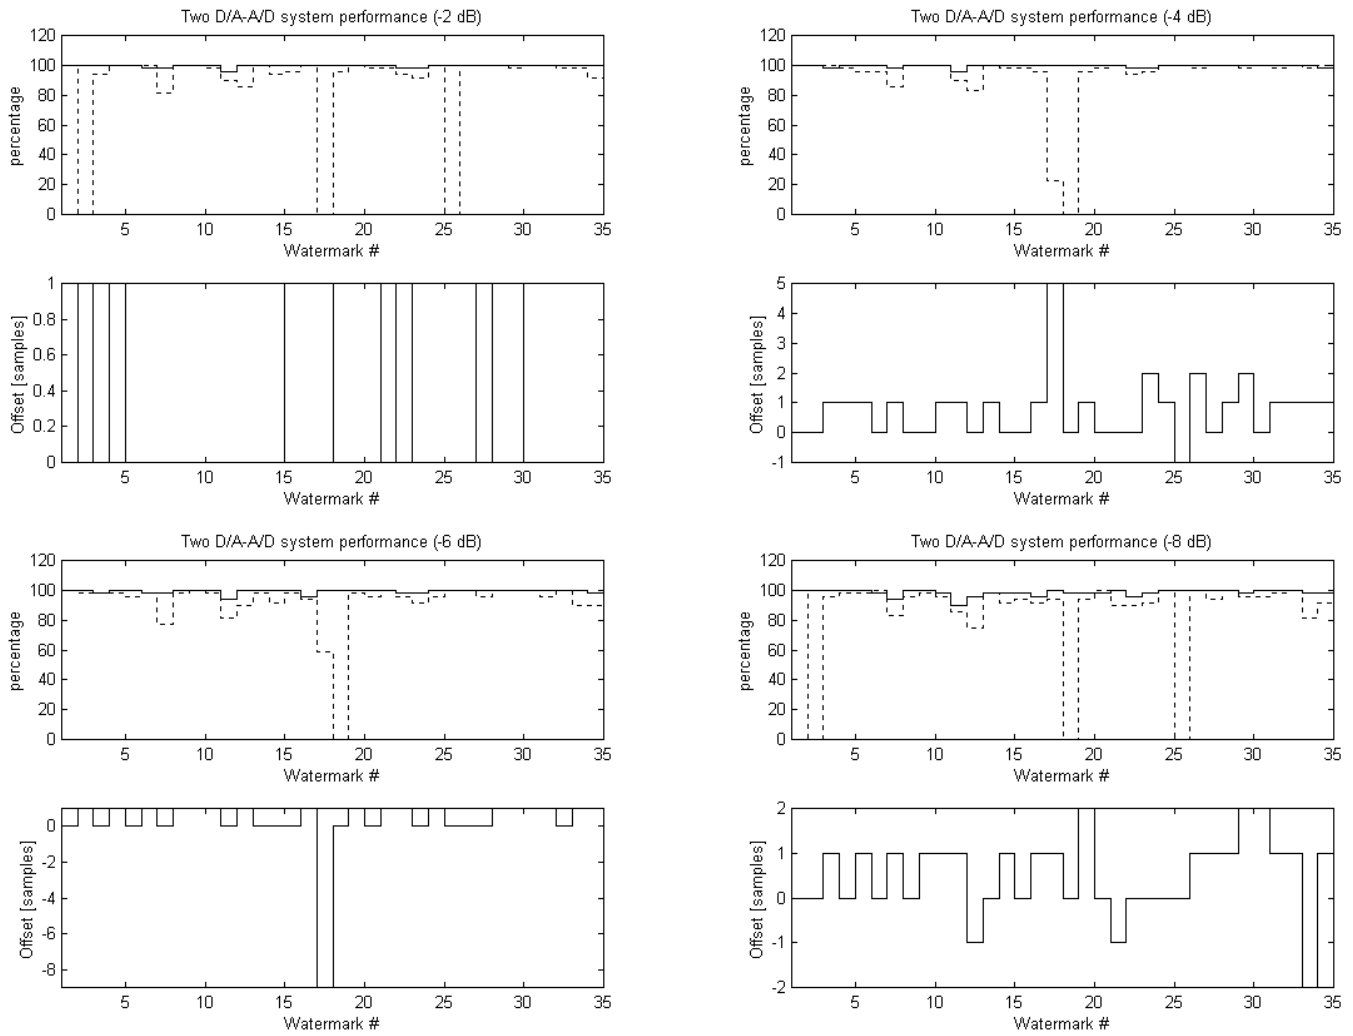 Two D/A-A/D system performance (-2 dB)
120
100
80
60
40
20
0
percentage
5 10 15 20 25 30 35
Watermark #
1
0.8
0.6
0.4
0.2
0
Offset [samples]
5 10 15 20 25 30 35
Watermark #
Two D/A-A/D system performance (-4 dB)
120
100
80
60
40
20
0
percentage
5 10 15 20 25 30 35
Watermark #
5
4
3
2
1
0
-1
Offset [samples]
5 10 15 20 25 30 35
Watermark #
Two D/A-A/D system performance (-6 dB)
120
100
80
60
40
20
0
percentage
5 10 15 20 25 30 35
Watermark #
0
-2
-4
-6
-8
Offset [samples]
5 10 15 20 25 30 35
Watermark #
Two D/A-A/D system performance (-8 dB)
120
100
80
60
40
20
0
percentage
5 10 15 20 25 30 35
Watermark #
2
1
0
-1
-2
Offset [samples]
5 10 15 20 25 30 35
Watermark #